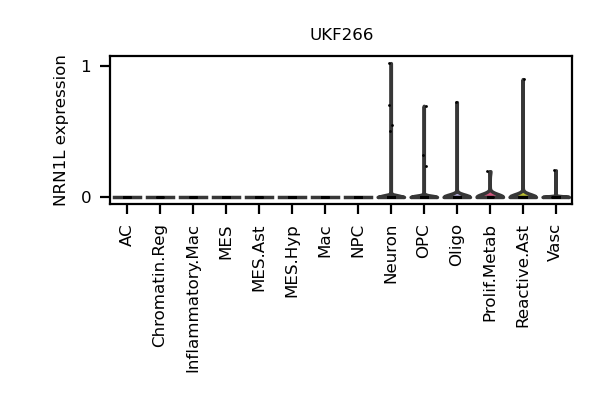 UKF266
NRN1L expression
1
0
AC
Chromatin.Reg
Inflammatory.Mac
MES
MES.Ast
MES.Hyp
Mac
NPC
Neuron
OPC
Oligo
Prolif.Metab
Reactive.Ast
Vasc